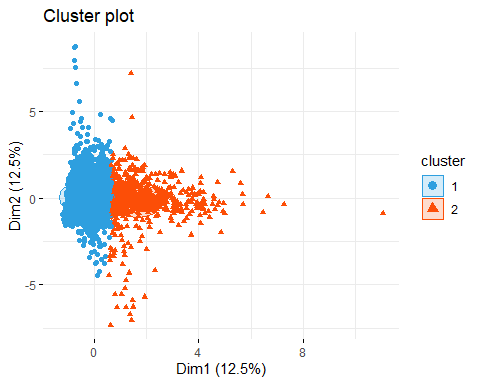 Cluster plot
5
0
-5
0
4
8
Dim2 (12.5%)
Dim1 (12.5%)
cluster
1
2